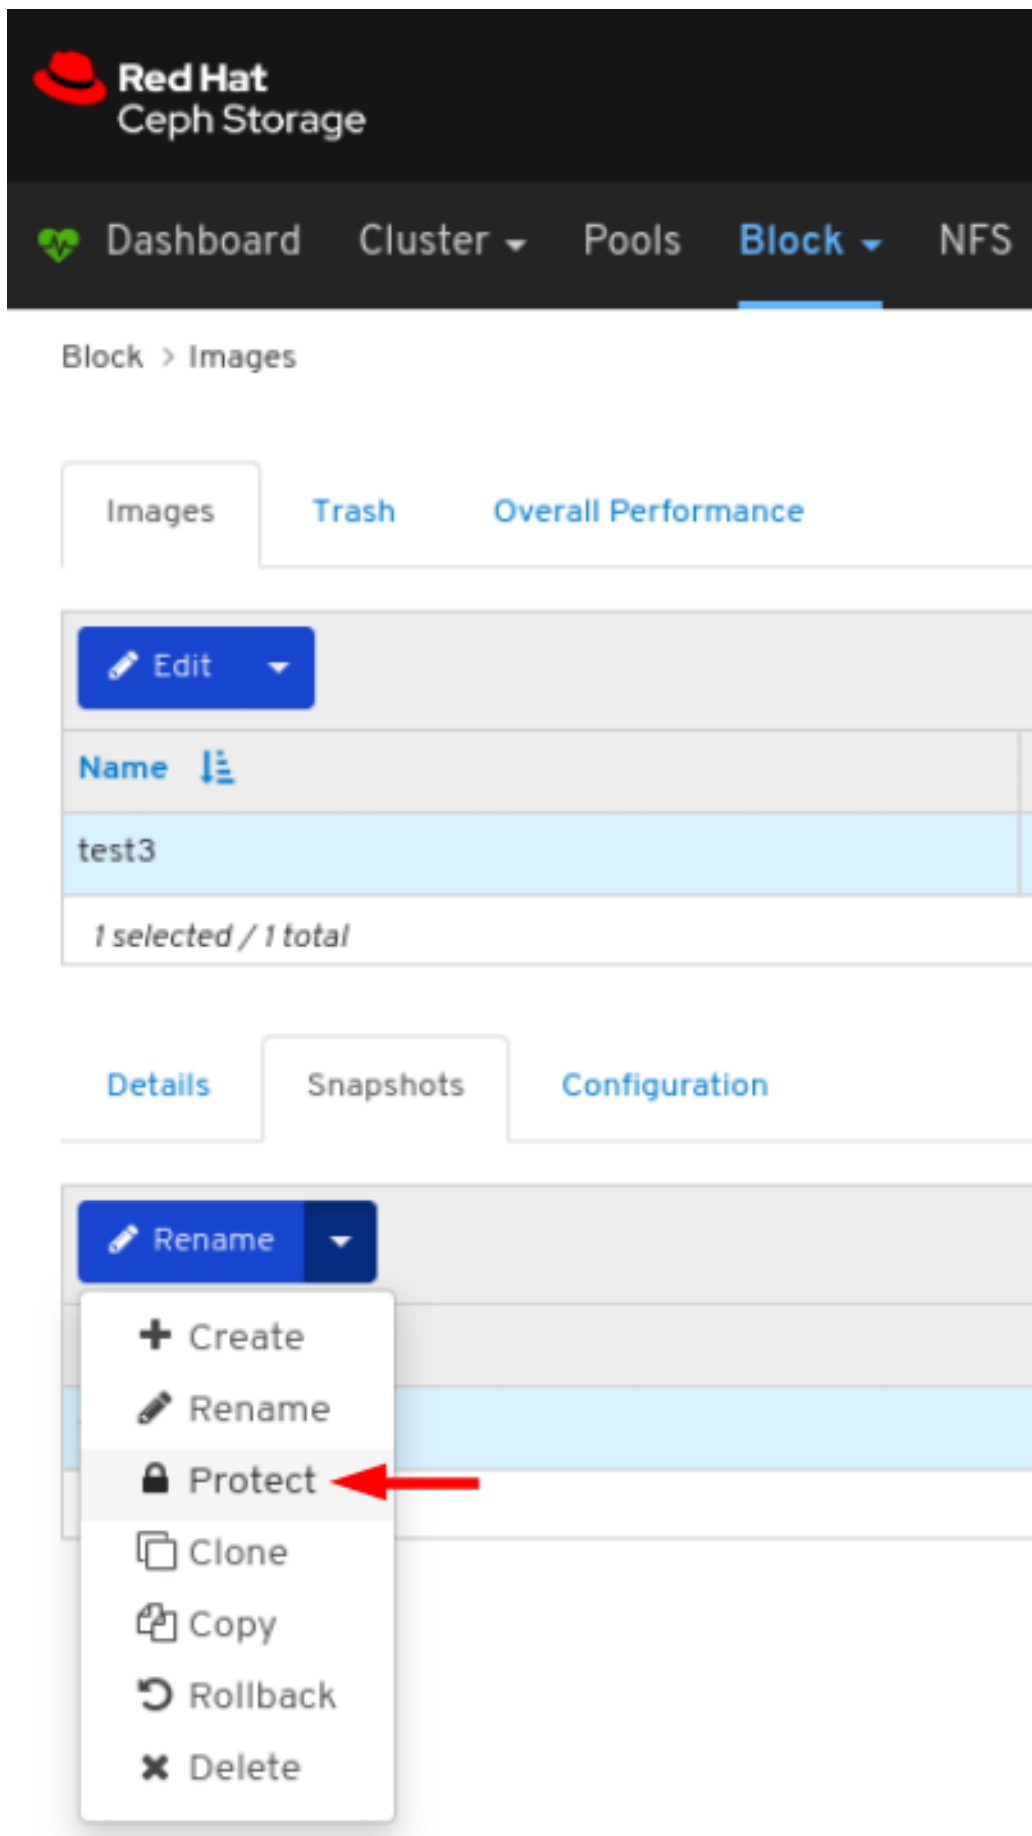 Red Hat
Ceph Storage
Dashboard Cluster Pools Block NFS
Block > Images
Images Trash Overall Performance
Edit
Name
test3
1 selected / 1 total
Details Snapshots Configuration
Rename
Create
Rename
Protect
Clone
Copy
Rollback
Delete